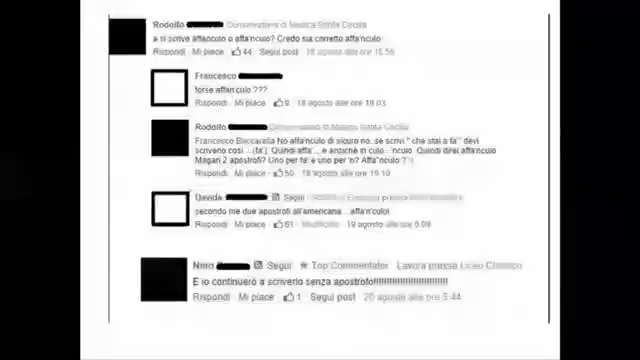 Rodolfo Conservatorio di Musica Santa Cecilia
e ti scrive affanculo o affa'nculo? Credo sia corretto affa'nculo
Rispondi · Mi piace · 44 · Segui post · 18 agosto alle ore 18.56
Francesco
forse affan'culo ???
Rispondi · Mi piace · 9 · 18 agosto alle ore 19.03
Rodolfo Conservatorio di Musica Santa Cecilia
Francesco Baccarella No affan'culo di sicuro no, se scrivi " che stai a fa'" devi
scriverlo così ... (fa'). Quindi affa'... e anzichè in culo ...'nculo. Quindi direi affa'nculo
Magari 2 apostrofi? Uno per fa' e uno per 'n? Affa''nculo ? :)
Rispondi · Mi piace · 50 · 18 agosto alle ore 19.10
Davide Segui
secondo me due apostrofi all'americana... affa'n'culo!
Rispondi · Mi piace · 61 · Modificato · 19 agosto alle ore 0.09
Nino Segui Top Commentator · Lavora presso Liceo Classico
E io continuerò a scriverlo senza apostrofo!!!!!!!!!!!!!!!!!!!!!!!!!!!
Rispondi · Mi piace · 1 · Segui post · 20 agosto alle ore 5.44